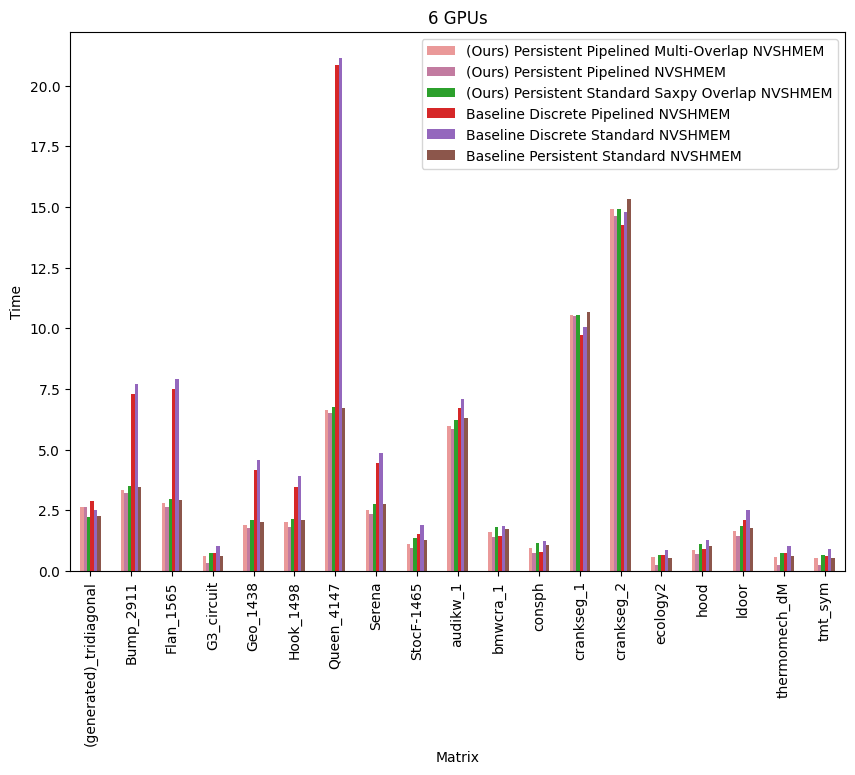 6 GPUs
(Ours) Persistent Pipelined Multi-Overlap NVSHMEM
(Ours) Persistent Pipelined NVSHMEM
(Ours) Persistent Standard Saxpy Overlap NVSHMEM
Baseline Discrete Pipelined NVSHMEM
Baseline Discrete Standard NVSHMEM
Baseline Persistent Standard NVSHMEM
Time
20.0
17.5
15.0
12.5
10.0
7.5
5.0
2.5
0.0
(generated)_tridiagonal
Bump_2911
Flan_1565
G3_circuit
Geo_1438
Hook_1498
Queen_4147
Serena
StocF-1465
audikw_1
bmwcra_1
consph
crankseg_1
crankseg_2
ecology2
hood
ldoor
thermomech_dM
tmt_sym
Matrix